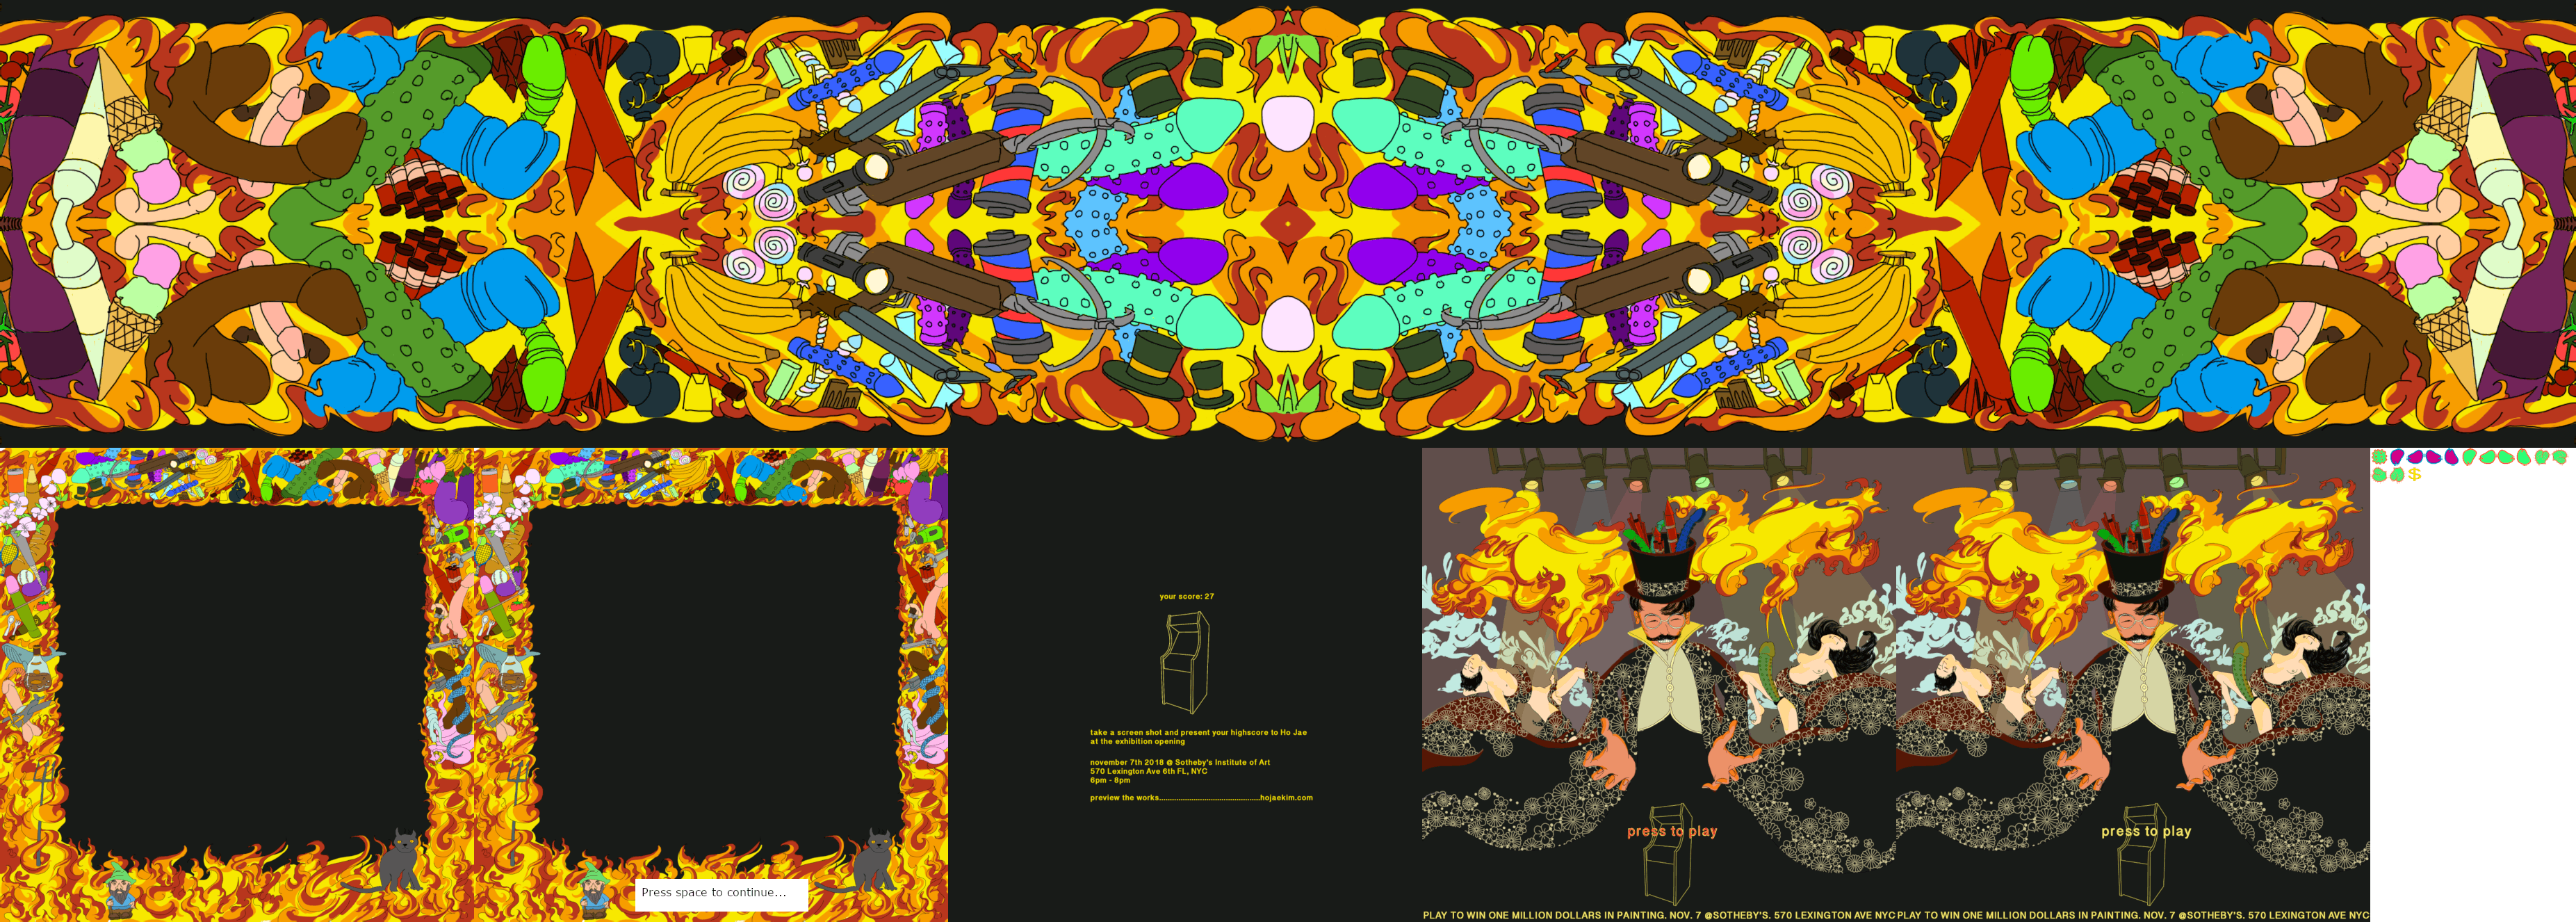 your score: 27
take a screen shot and present your highscore to Ho Jae
at the exhibition opening
november 7th 2018 @ Sotheby's Institute of Art
570 Lexington Ave 6th FL, NYC
6pm - 8pm
preview the works................................................hojaekim.com
press to play
press to play
Press space to continue...
PLAY TO WIN ONE MILLION DOLLARS IN PAINTING. NOV. 7 @SOTHEBY'S. 570 LEXINGTON AVE NYC
PLAY TO WIN ONE MILLION DOLLARS IN PAINTING. NOV. 7 @SOTHEBY'S. 570 LEXINGTON AVE NYC
$